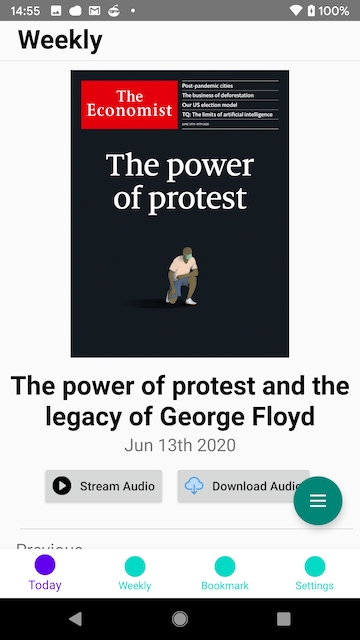 14:55
100%
Weekly
The
Economist
Post-pandemic cities
The business of deforestation
Our US election model
TQ: The limits of artificial intelligence
JUNE 13TH–19TH 2020
The power
of protest
The power of protest and the
legacy of George Floyd
Jun 13th 2020
Stream Audio
Download Audio
Previous
Today
Weekly
Bookmark
Settings